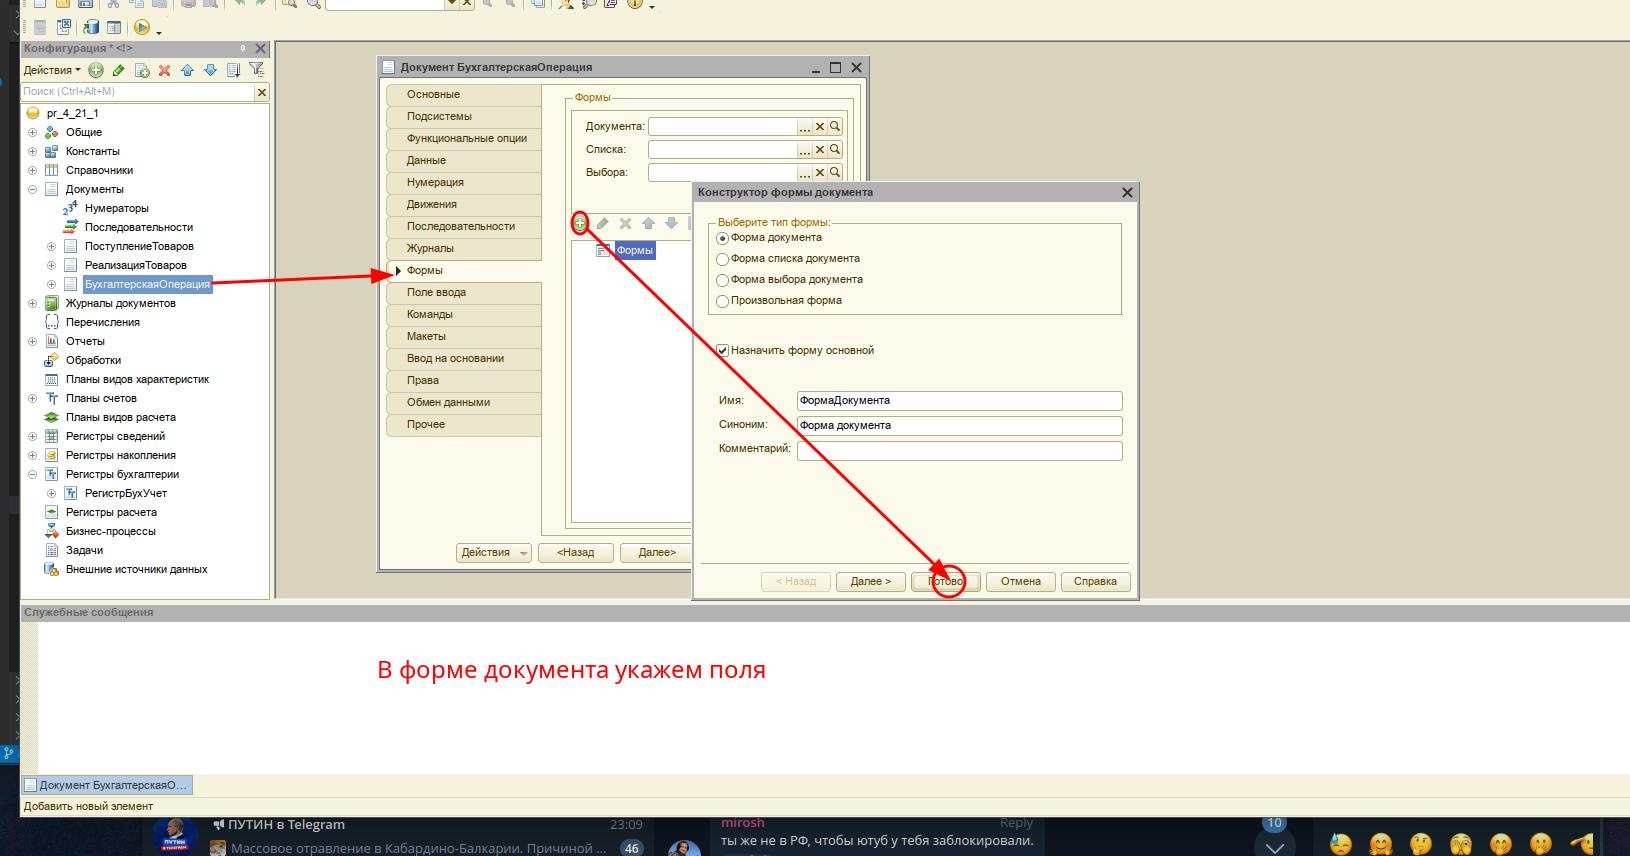 Конфигурация * <!>
Действия
Поиск (Ctrl+Alt+M)
pr_4_21_1
Общие
Константы
Справочники
Документы
Нумераторы
Последовательности
ПоступлениеТоваров
РеализацияТоваров
БухгалтерскаяОперация
Журналы документов
Перечисления
Отчеты
Обработки
Планы видов характеристик
Планы счетов
Планы видов расчета
Регистры сведений
Регистры накопления
Регистры бухгалтерии
РегистрБухУчет
Регистры расчета
Бизнес-процессы
Задачи
Внешние источники данных
Документ БухгалтерскаяОперация
Основные
Подсистемы
Функциональные опции
Данные
Нумерация
Движения
Последовательности
Журналы
Формы
Поле ввода
Команды
Макеты
Ввод на основании
Права
Обмен данными
Прочее
Формы
Документа:
Списка:
Выбора:
Формы
Действия
<Назад
Далее>
Конструктор формы документа
Выберите тип формы:
Форма документа
Форма списка документа
Форма выбора документа
Произвольная форма
Назначить форму основной
Имя: ФормаДокумента
Синоним: Форма документа
Комментарий:
< Назад
Далее >
Готово
Отмена
Справка
Служебные сообщения
В форме документа укажем поля
Документ БухгалтерскаяО...
Добавить новый элемент
ПУТИН в Telegram 23:09
Массовое отравление в Кабардино-Балкарии. Причиной ... 46
mirosh Reply
ты же не в РФ, чтобы ютуб у тебя заблокировали.
10